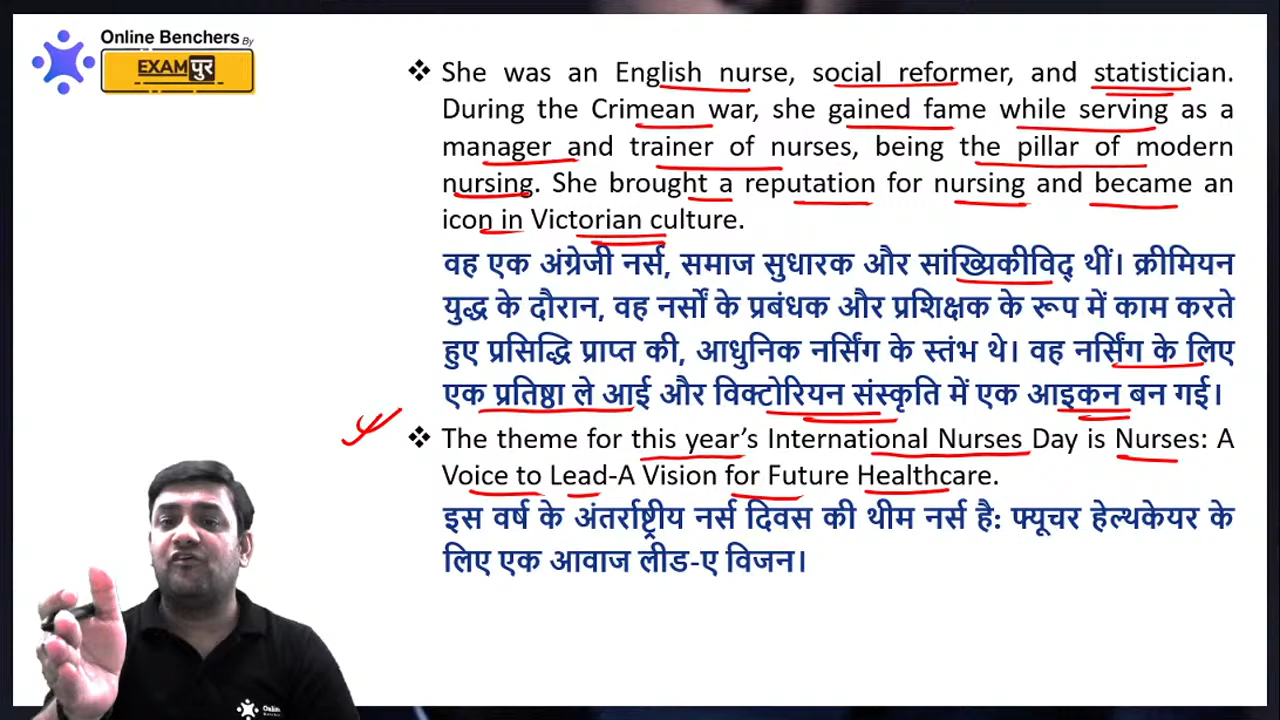 Online Benchers By
EXAMपुर
❖ She was an English nurse, social reformer, and statistician.
During the Crimean war, she gained fame while serving as a
manager and trainer of nurses, being the pillar of modern
nursing. She brought a reputation for nursing and became an
icon in Victorian culture.
वह एक अंग्रेजी नर्स, समाज सुधारक और सांख्यिकीविद् थीं। क्रीमियन
युद्ध के दौरान, वह नर्सों के प्रबंधक और प्रशिक्षक के रूप में काम करते
हुए प्रसिद्धि प्राप्त की, आधुनिक नर्सिंग के स्तंभ थे। वह नर्सिंग के लिए
एक प्रतिष्ठा ले आई और विक्टोरियन संस्कृति में एक आइकन बन गई।
❖ The theme for this year’s International Nurses Day is Nurses: A
Voice to Lead-A Vision for Future Healthcare.
इस वर्ष के अंतर्राष्ट्रीय नर्स दिवस की थीम नर्स है: फ्यूचर हेल्थकेयर के
लिए एक आवाज लीड-ए विजन।
Online
Benchers